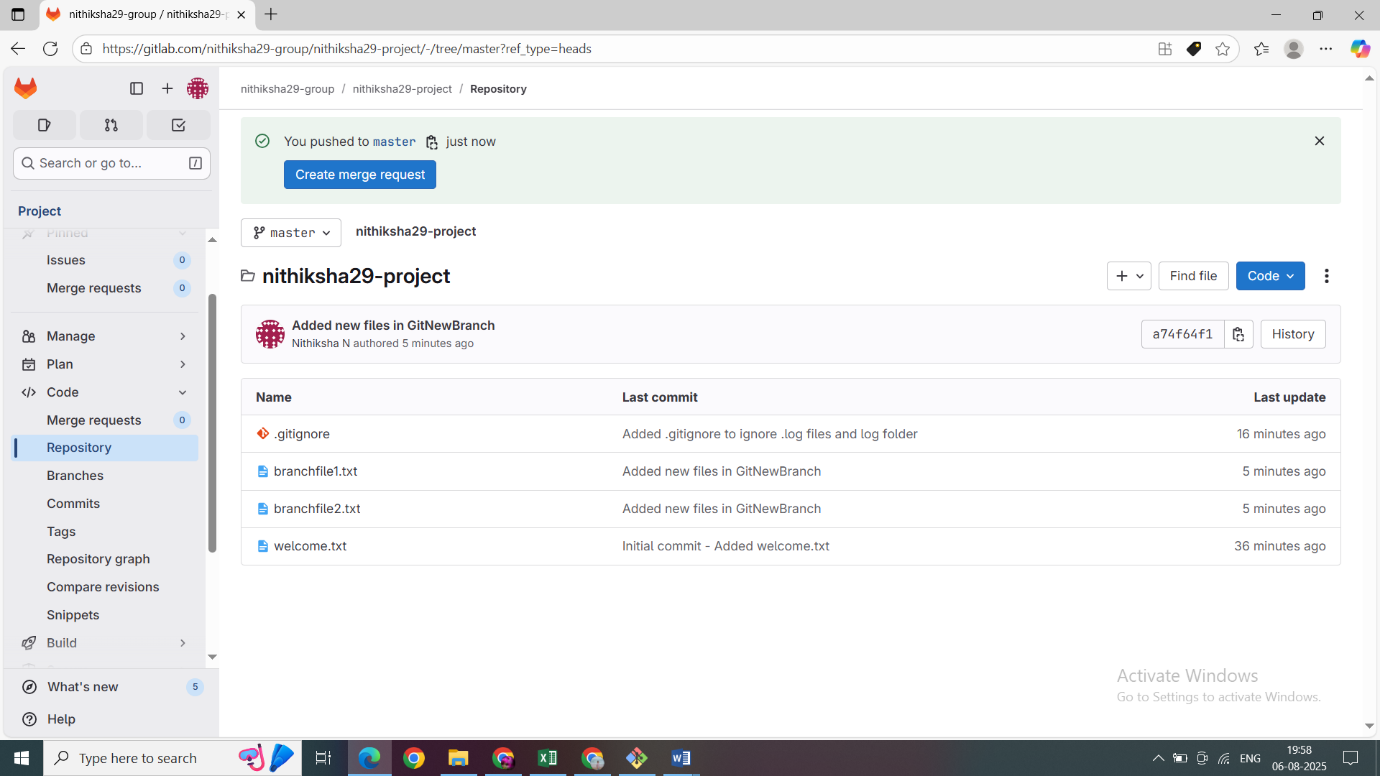 nithiksha29-group / nithiksha29-p
https://gitlab.com/nithiksha29-group/nithiksha29-project/-/tree/master?ref_type=heads
nithiksha29-group / nithiksha29-project / Repository
Search or go to... /
Project
Pinned
Issues 0
Merge requests 0
Manage
Plan
Code
Merge requests 0
Repository
Branches
Commits
Tags
Repository graph
Compare revisions
Snippets
Build
What's new 5
Help
You pushed to master just now
Create merge request
master nithiksha29-project
nithiksha29-project
Find file Code
Added new files in GitNewBranch
Nithiksha N authored 5 minutes ago
a74f64f1 History
Name Last commit Last update
.gitignore Added .gitignore to ignore .log files and log folder 16 minutes ago
branchfile1.txt Added new files in GitNewBranch 5 minutes ago
branchfile2.txt Added new files in GitNewBranch 5 minutes ago
welcome.txt Initial commit - Added welcome.txt 36 minutes ago
Activate Windows
Go to Settings to activate Windows.
Type here to search
ENG
19:58
06-08-2025